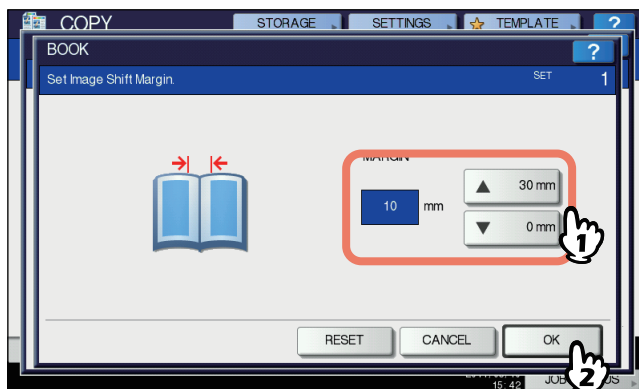 COPY STORAGE SETTINGS TEMPLATE ?
BOOK ?
Set Image Shift Margin. SET 1
MARGIN
30 mm
10 mm
0 mm
1
RESET CANCEL OK
2
15:42